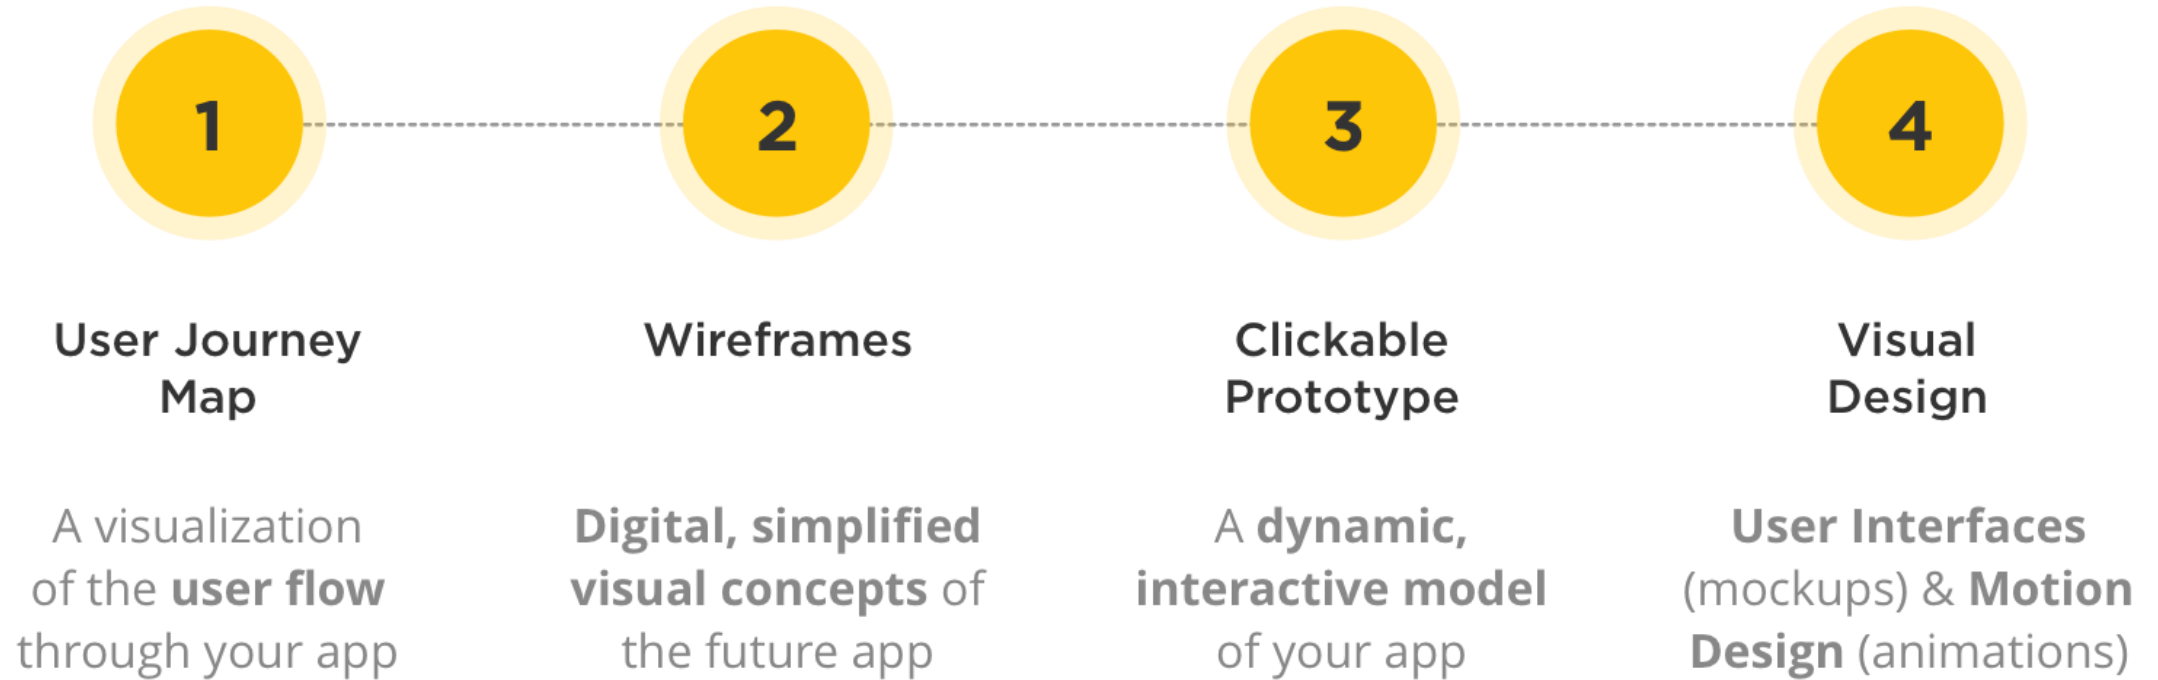 1
2
3
4
User Journey
Map
Wireframes
Clickable
Prototype
Visual
Design
A visualization
of the user flow
through your app
Digital, simplified
visual concepts of
the future app
A dynamic,
interactive model
of your app
User Interfaces
(mockups) & Motion
Design (animations)